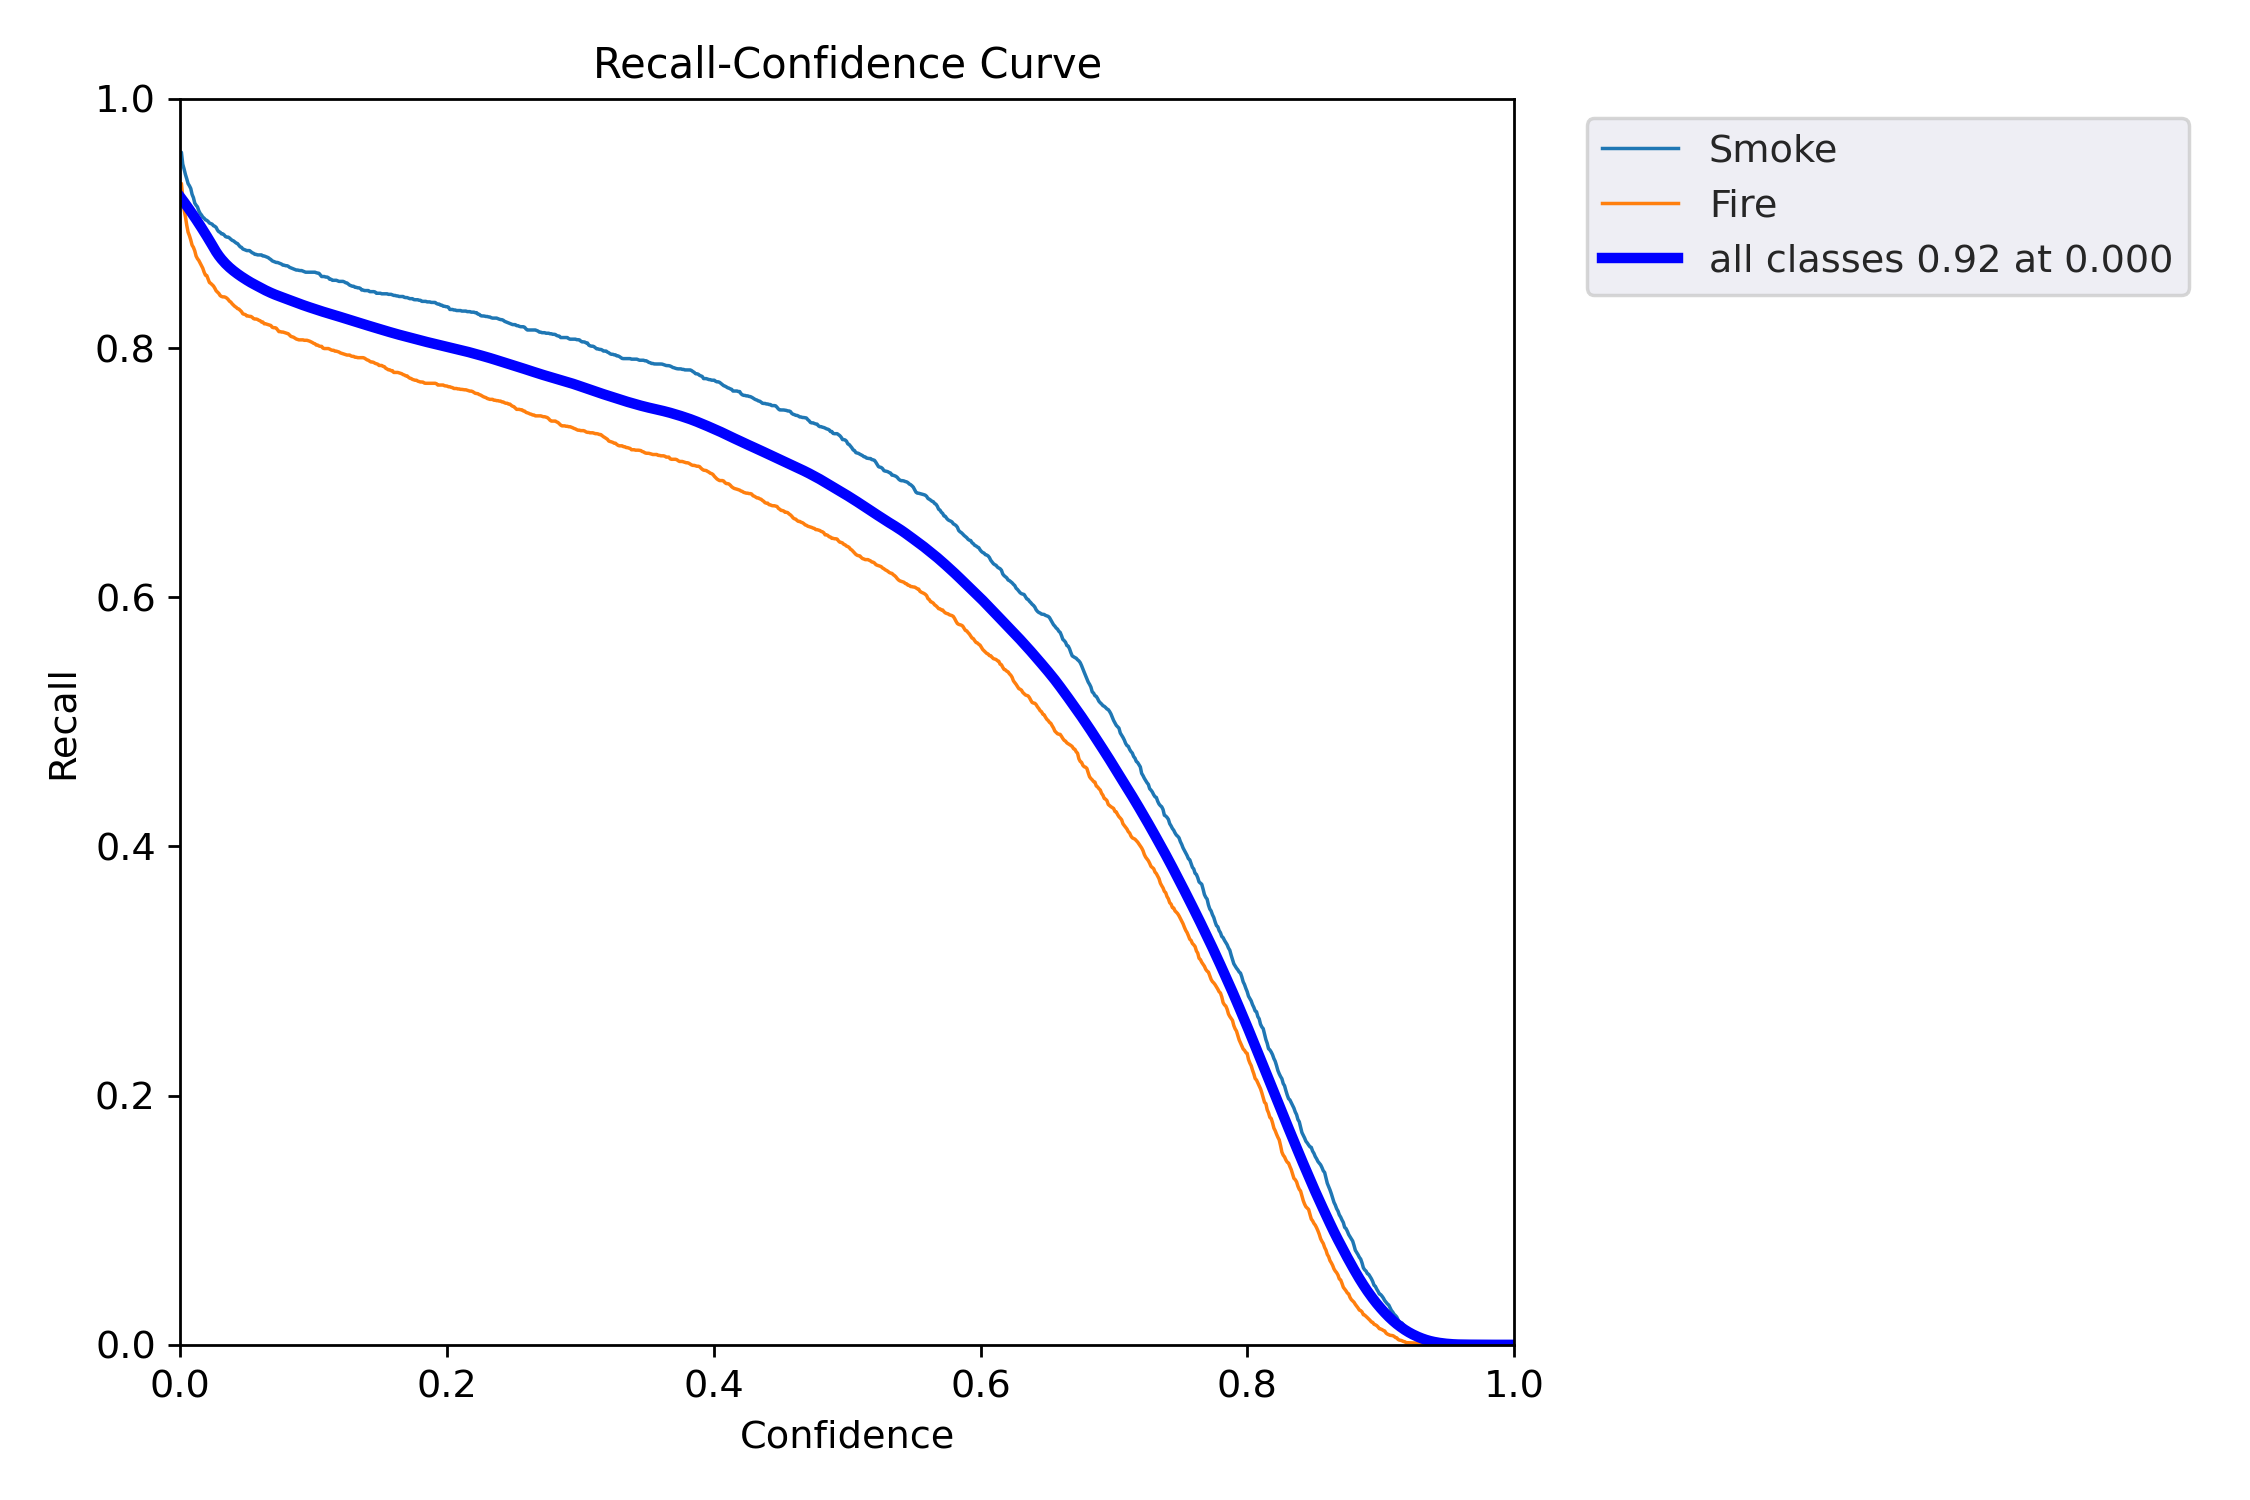 Recall-Confidence Curve
1.0
0.8
0.6
0.4
0.2
0.0
Recall
0.0 0.2 0.4 0.6 0.8 1.0
Confidence
Smoke
Fire
all classes 0.92 at 0.000